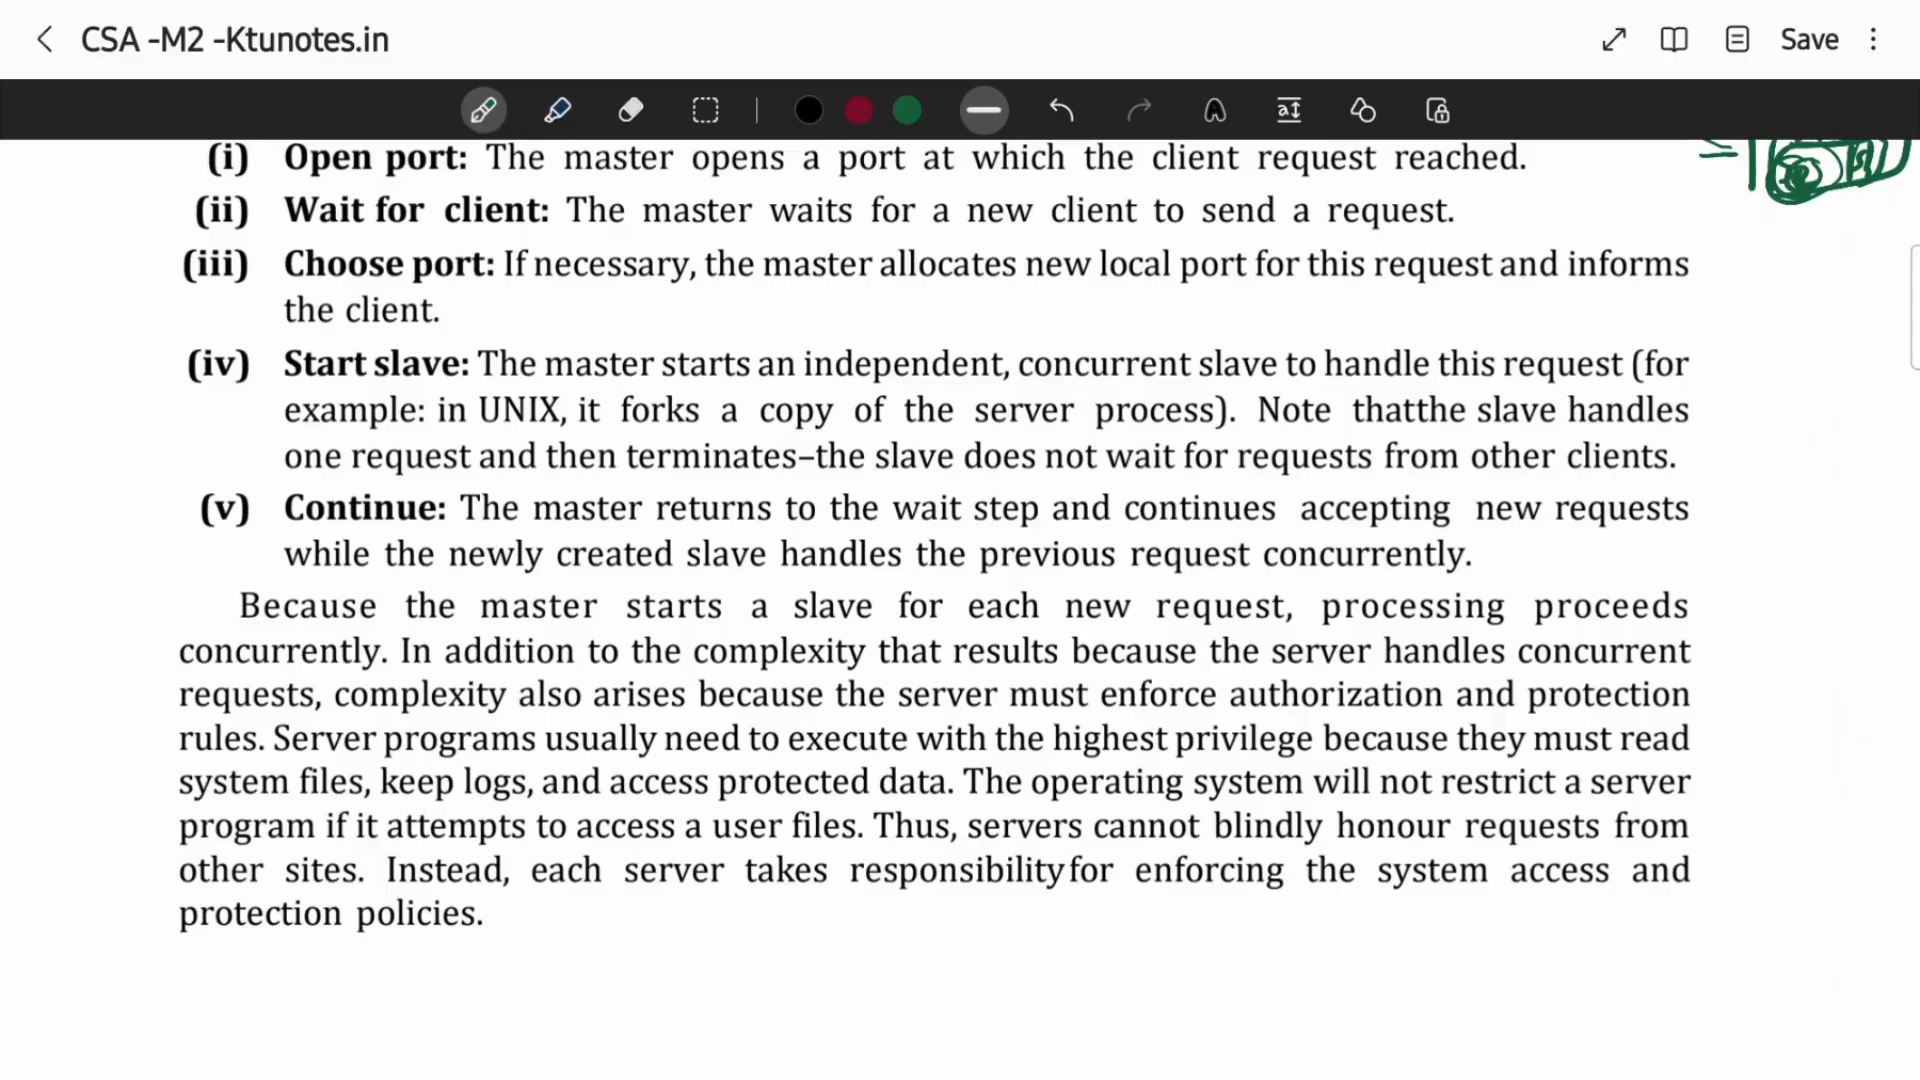 CSA -M2 -Ktunotes.in
Save
(i) Open port: The master opens a port at which the client request reached.
(ii) Wait for client: The master waits for a new client to send a request.
(iii) Choose port: If necessary, the master allocates new local port for this request and informs
the client.
(iv) Start slave: The master starts an independent, concurrent slave to handle this request (for
example: in UNIX, it forks a copy of the server process). Note thatthe slave handles
one request and then terminates–the slave does not wait for requests from other clients.
(v) Continue: The master returns to the wait step and continues accepting new requests
while the newly created slave handles the previous request concurrently.
Because the master starts a slave for each new request, processing proceeds
concurrently. In addition to the complexity that results because the server handles concurrent
requests, complexity also arises because the server must enforce authorization and protection
rules. Server programs usually need to execute with the highest privilege because they must read
system files, keep logs, and access protected data. The operating system will not restrict a server
program if it attempts to access a user files. Thus, servers cannot blindly honour requests from
other sites. Instead, each server takes responsibility for enforcing the system access and
protection policies.